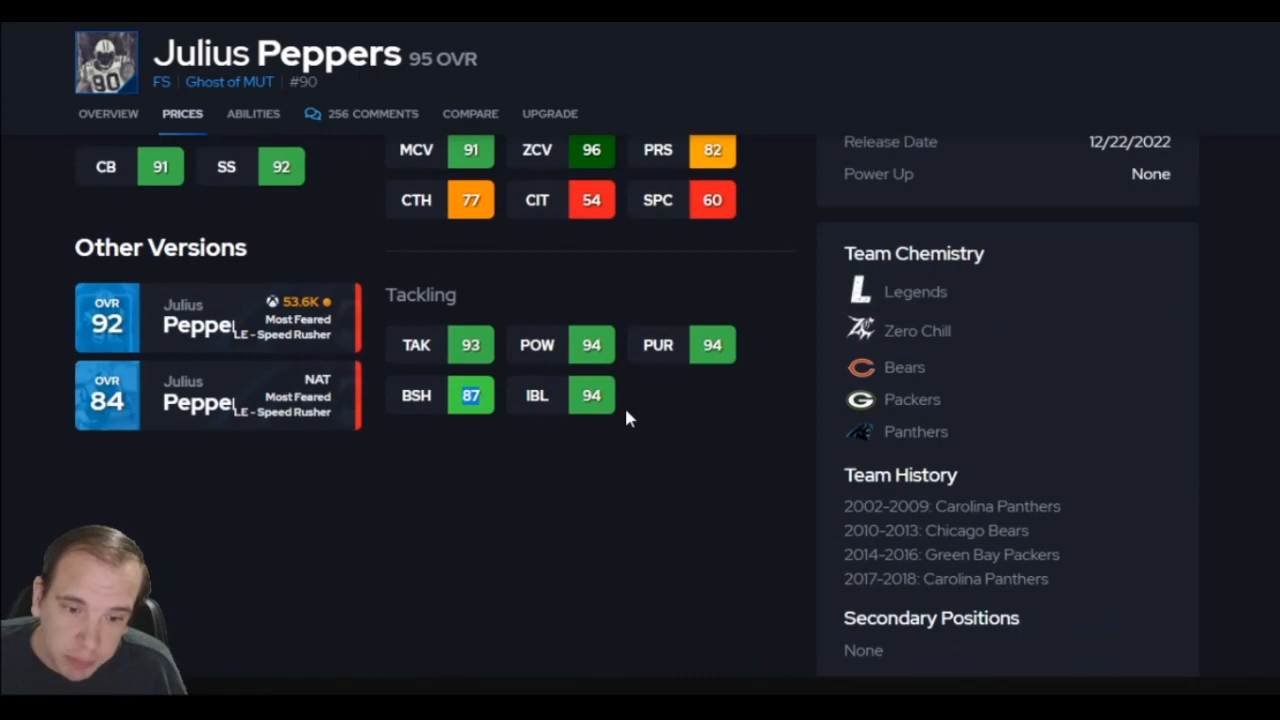 Julius Peppers 95 OVR
FS | Ghost of MUT | #90
OVERVIEW PRICES ABILITIES 256 COMMENTS COMPARE UPGRADE
CB 91 SS 92
MCV 91 ZCV 96 PRS 82
CTH 77 CIT 54 SPC 60
Release Date 12/22/2022
Power Up None
Other Versions
OVR 92 Julius Peppe 53.6K
Most Feared
LE - Speed Rusher
OVR 84 Julius Peppe NAT
Most Feared
LE - Speed Rusher
Tackling
TAK 93 POW 94 PUR 94
BSH 87 IBL 94
Team Chemistry
Legends
Zero Chill
Bears
Packers
Panthers
Team History
2002-2009: Carolina Panthers
2010-2013: Chicago Bears
2014-2016: Green Bay Packers
2017-2018: Carolina Panthers
Secondary Positions
None